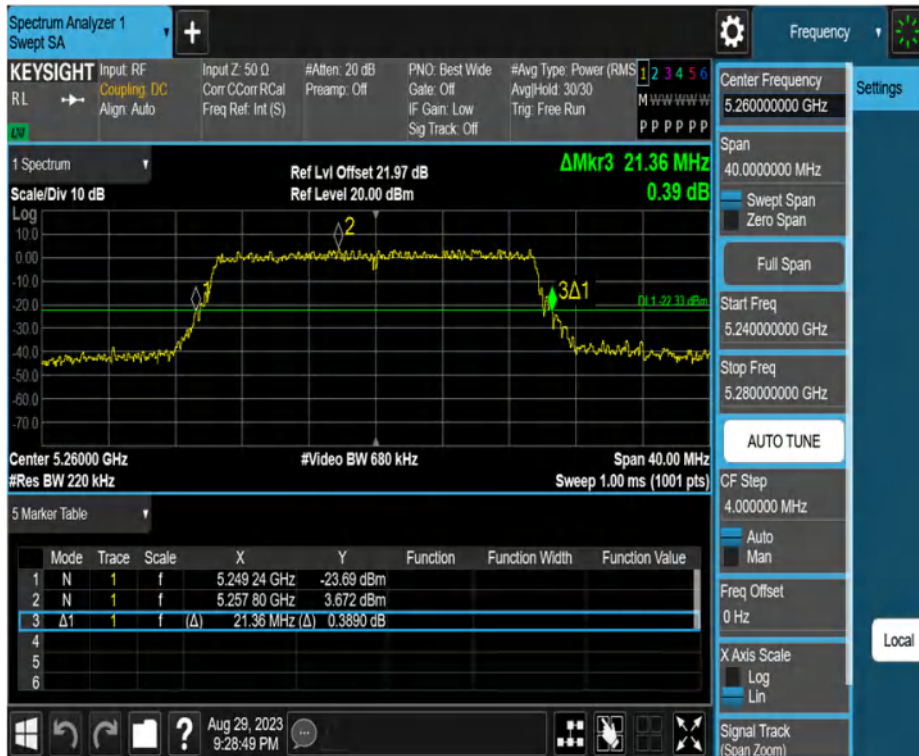 Spectrum Analyzer 1
Swept SA
+
Frequency
KEYSIGHT
RL
LXI
Input: RF
Coupling: DC
Align: Auto
Input Z: 50 Ω
Corr CCorr RCal
Freq Ref: Int (S)
#Atten: 20 dB
Preamp: Off
PNO: Best Wide
Gate: Off
IF Gain: Low
Sig Track: Off
#Avg Type: Power (RMS
Avg|Hold: 30/30
Trig: Free Run
1 2 3 4 5 6
M W W W W W
P P P P P P
1 Spectrum
Scale/Div 10 dB
Log
Ref Lvl Offset 21.97 dB
Ref Level 20.00 dBm
ΔMkr3 21.36 MHz
0.39 dB
10.0
0.00
-10.0
-20.0
-30.0
-40.0
-50.0
-60.0
-70.0
1
2
3Δ1
DL1 -22.33 dBm
Center 5.26000 GHz
#Video BW 680 kHz
Span 40.00 MHz
#Res BW 220 kHz
Sweep 1.00 ms (1001 pts)
5 Marker Table
Mode Trace Scale X Y Function Function Width Function Value
1 N 1 f 5.249 24 GHz -23.69 dBm
2 N 1 f 5.257 80 GHz 3.672 dBm
3 Δ1 1 f (Δ) 21.36 MHz (Δ) 0.3890 dB
4
5
6
?
Aug 29, 2023
9:28:49 PM
Center Frequency
5.260000000 GHz
Span
40.0000000 MHz
Swept Span
Zero Span
Full Span
Start Freq
5.240000000 GHz
Stop Freq
5.280000000 GHz
AUTO TUNE
CF Step
4.000000 MHz
Auto
Man
Freq Offset
0 Hz
X Axis Scale
Log
Lin
Signal Track
(Span Zoom)
Settings
Local